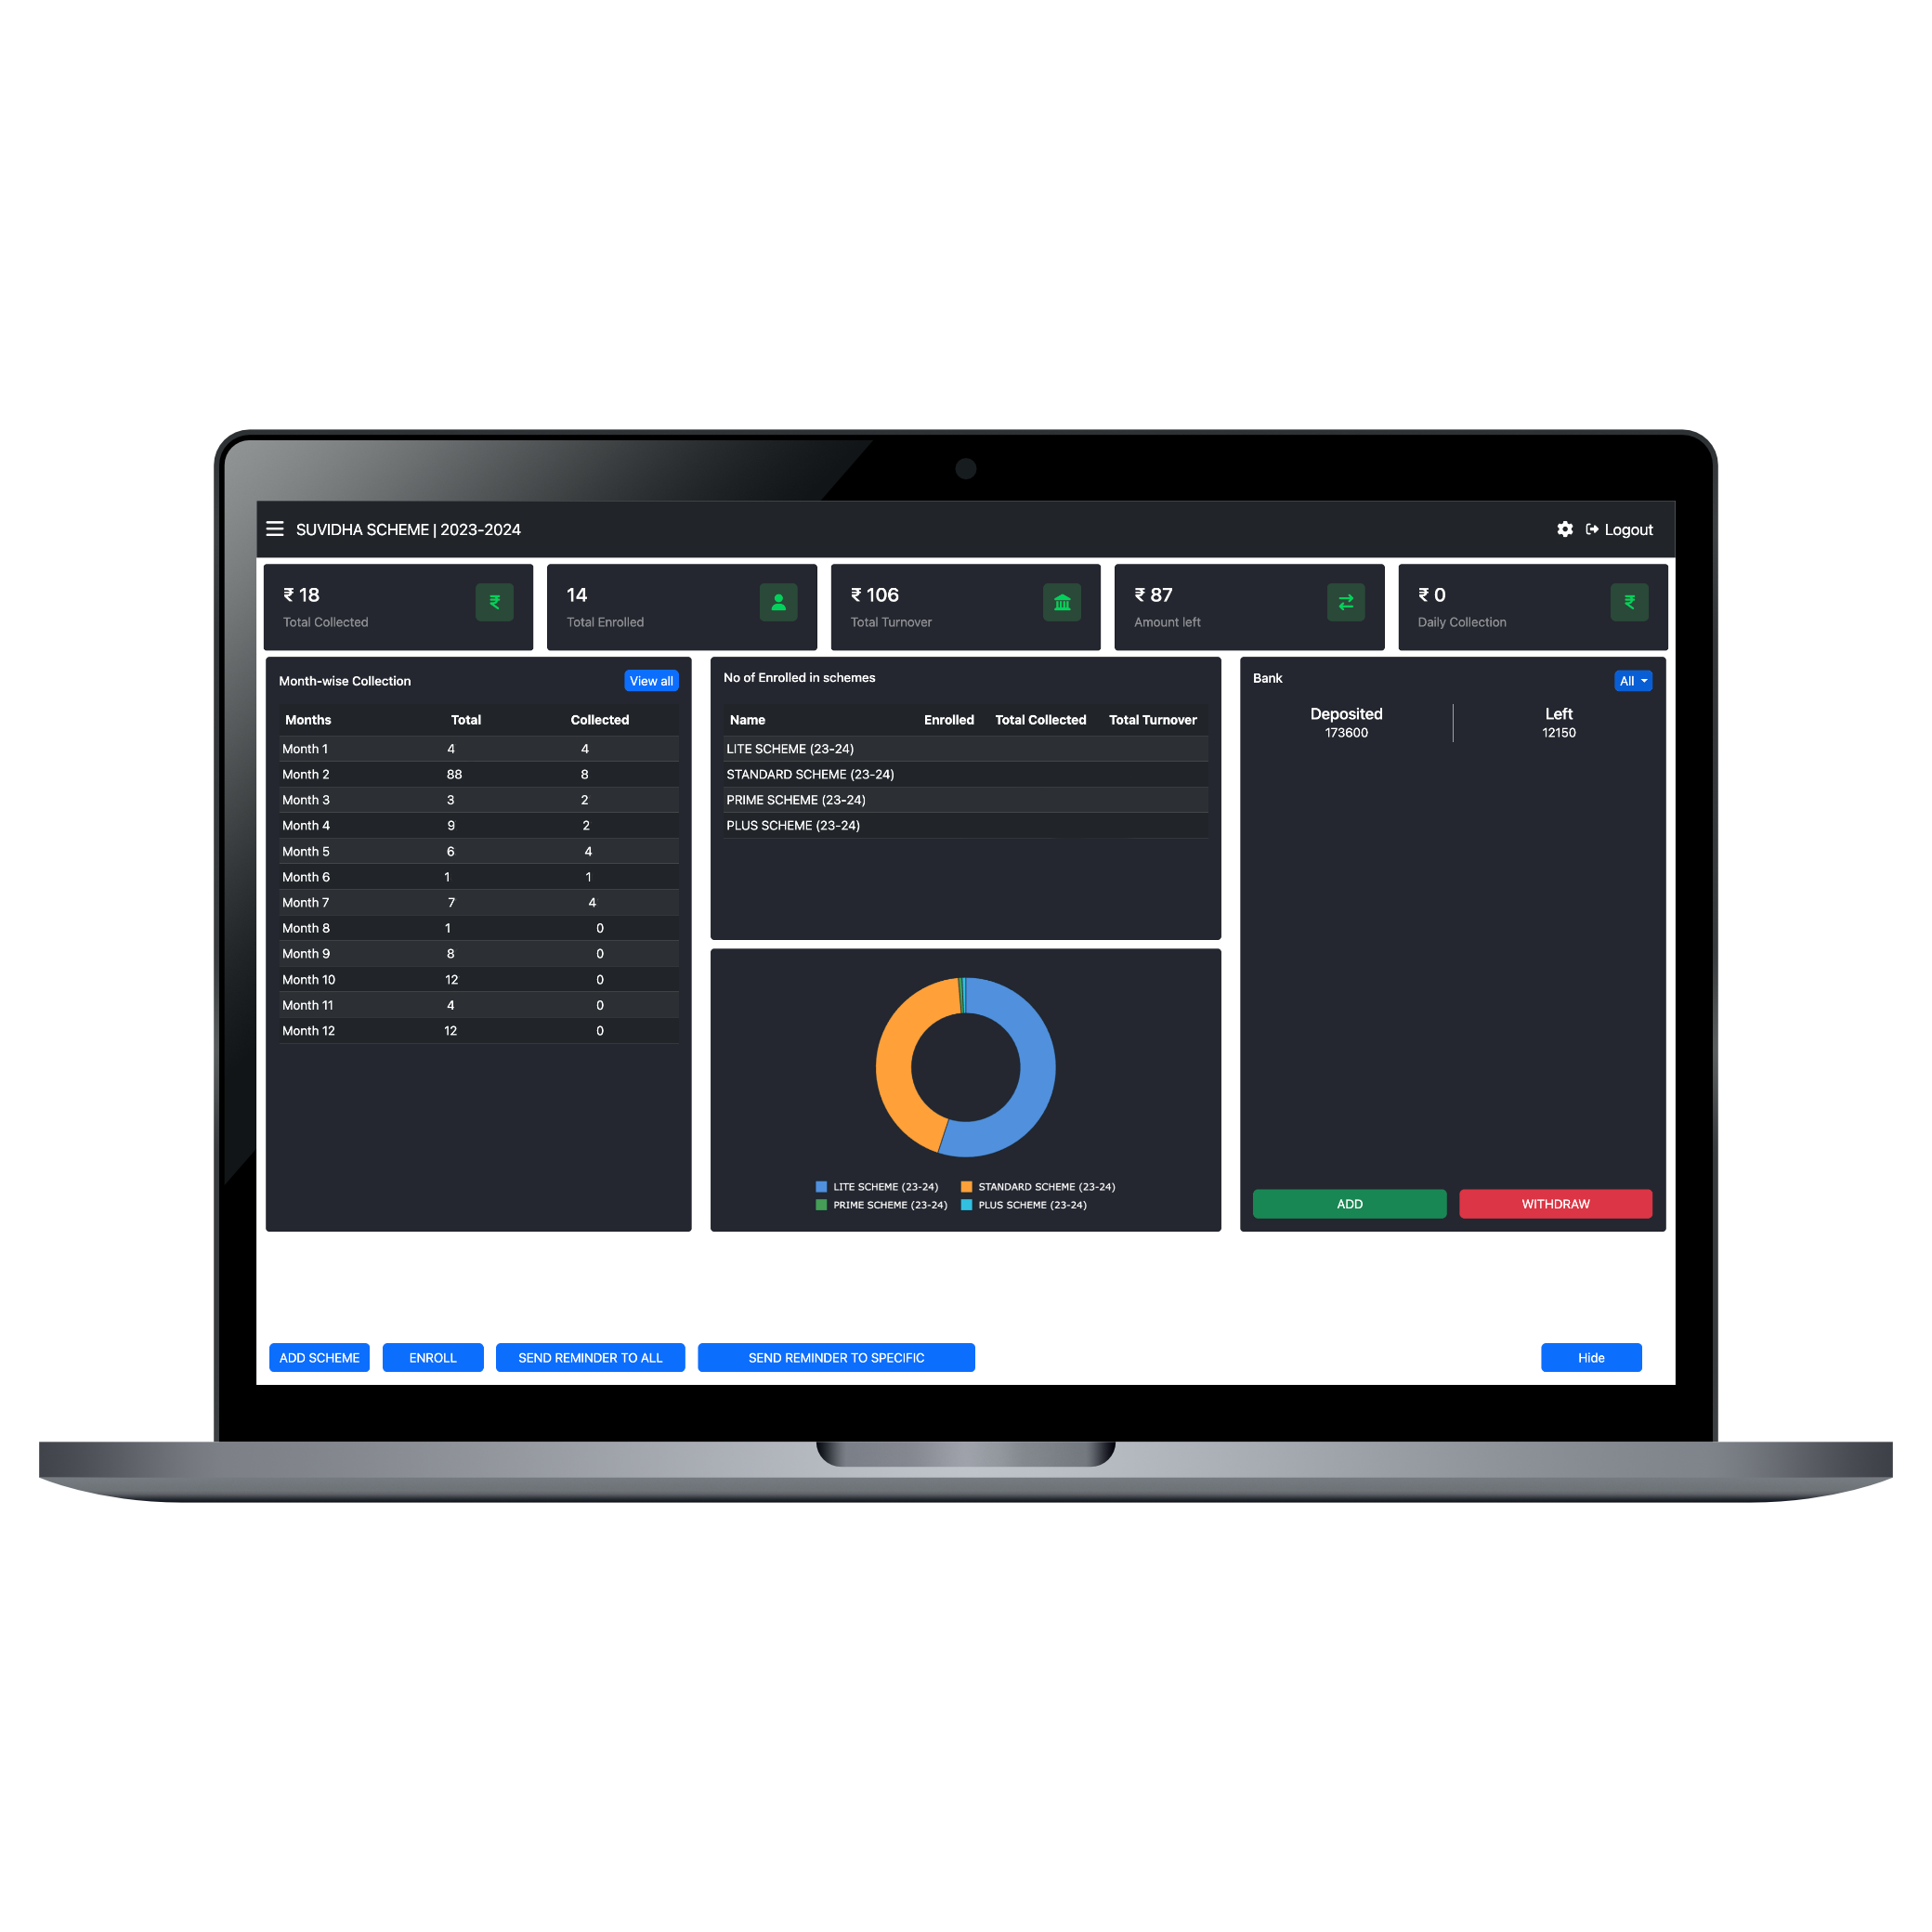 SUVIDHA SCHEME | 2023-2024
Logout
₹ 18
Total Collected
14
Total Enrolled
₹ 106
Total Turnover
₹ 87
Amount left
₹ 0
Daily Collection
Month-wise Collection
View all
Months Total Collected
Month 1 4 4
Month 2 88 8
Month 3 3 2
Month 4 9 2
Month 5 6 4
Month 6 1 1
Month 7 7 4
Month 8 1 0
Month 9 8 0
Month 10 12 0
Month 11 4 0
Month 12 12 0
No of Enrolled in schemes
Name Enrolled Total Collected Total Turnover
LITE SCHEME (23-24)
STANDARD SCHEME (23-24)
PRIME SCHEME (23-24)
PLUS SCHEME (23-24)
LITE SCHEME (23-24) STANDARD SCHEME (23-24)
PRIME SCHEME (23-24) PLUS SCHEME (23-24)
Bank
All
Deposited Left
173600 12150
ADD WITHDRAW
ADD SCHEME ENROLL SEND REMINDER TO ALL SEND REMINDER TO SPECIFIC Hide